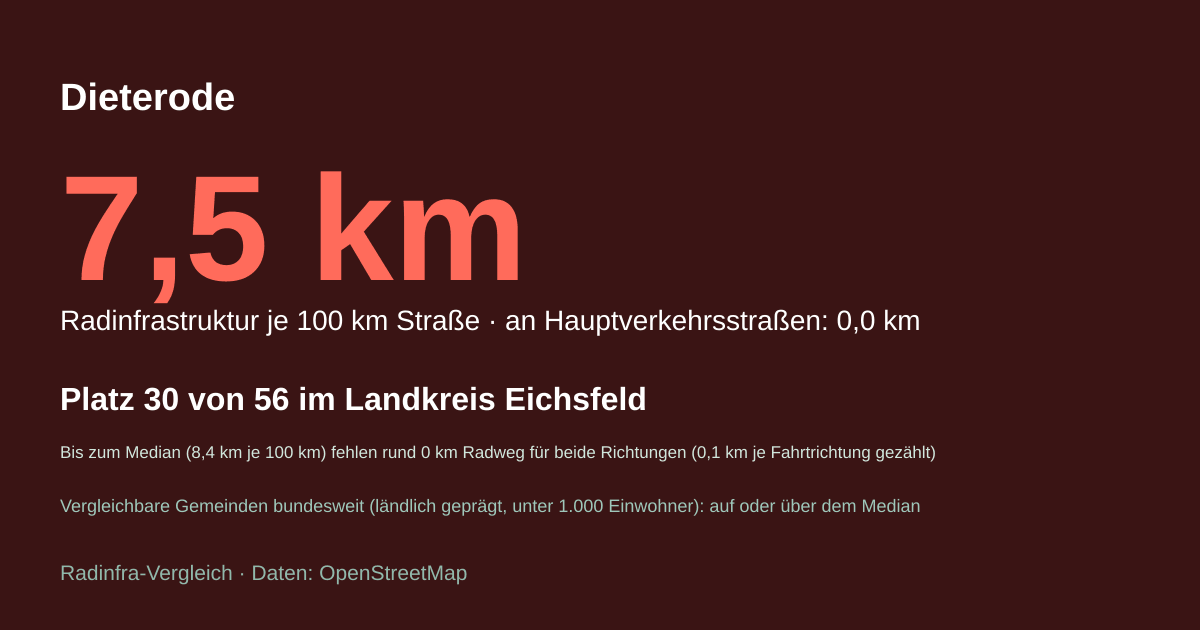 Dieterode
7,5 km
Radinfrastruktur je 100 km Straße · an Hauptverkehrsstraßen: 0,0 km
Platz 30 von 56 im Landkreis Eichsfeld
Bis zum Median (8,4 km je 100 km) fehlen rund 0 km Radweg für beide Richtungen (0,1 km je Fahrtrichtung gezählt)
Vergleichbare Gemeinden bundesweit (ländlich geprägt, unter 1.000 Einwohner): auf oder über dem Median
Radinfra-Vergleich · Daten: OpenStreetMap